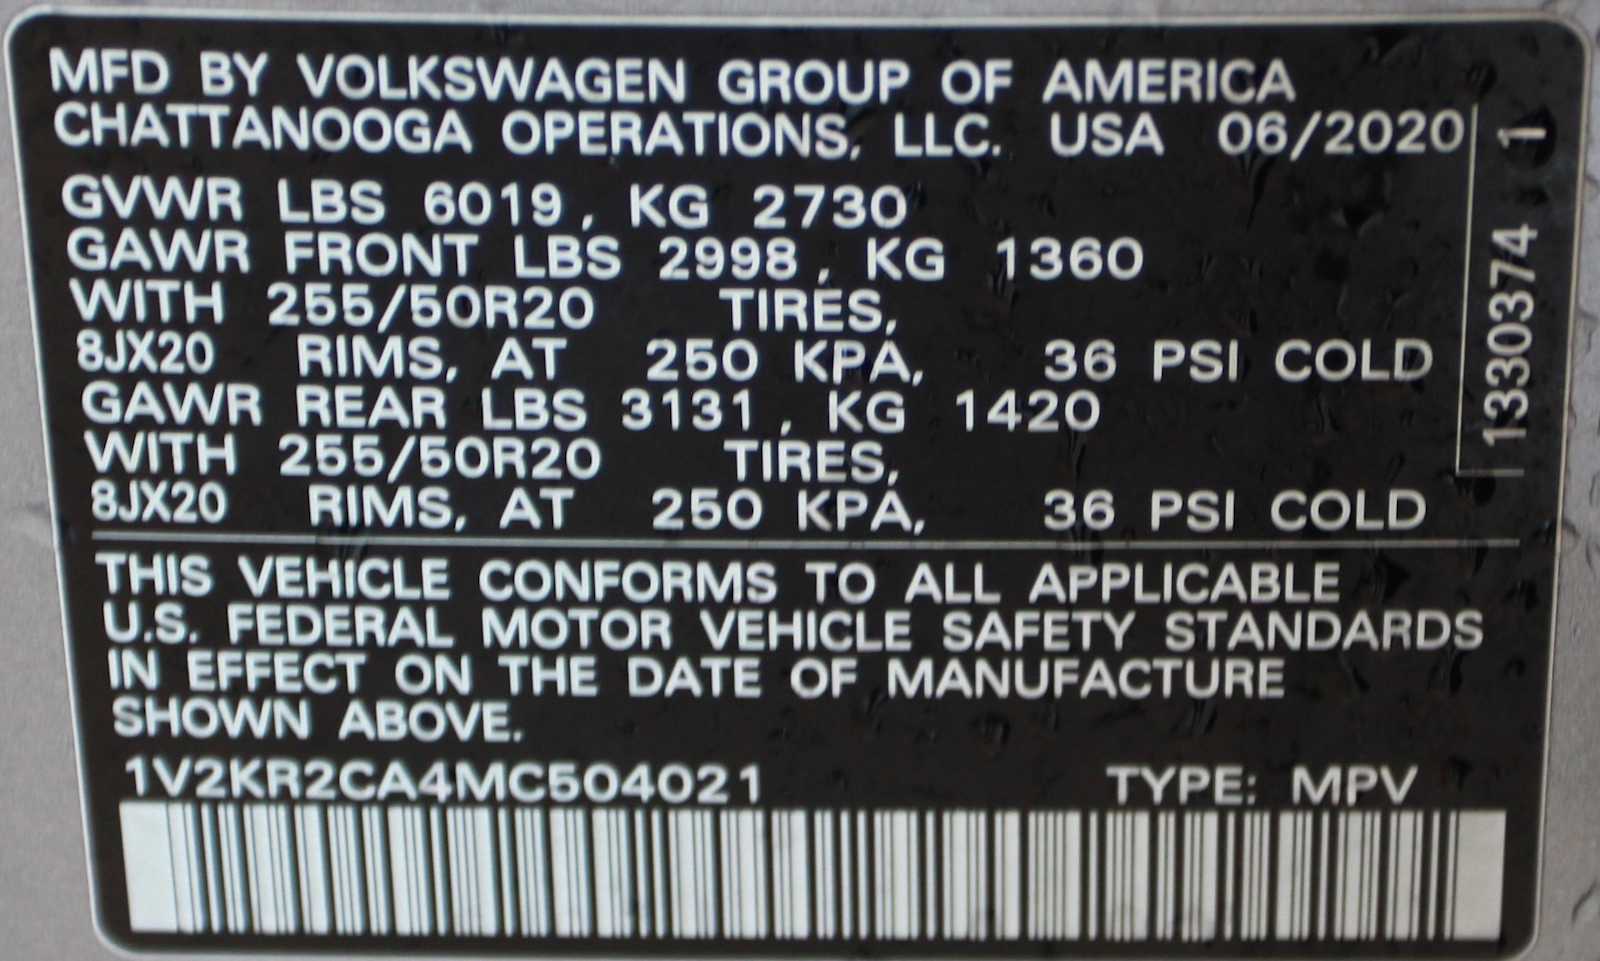 MFD BY VOLKSWAGEN GROUP OF AMERICA
CHATTANOOGA OPERATIONS, LLC. USA 06/2020
GVWR LBS 6019, KG 2730
GAWR FRONT LBS 2998, KG 1360
WITH 255/50R20 TIRES,
8JX20 RIMS, AT 250 KPA, 36 PSI COLD
GAWR REAR LBS 3131, KG 1420
WITH 255/50R20 TIRES,
8JX20 RIMS, AT 250 KPA, 36 PSI COLD
1330374 1
THIS VEHICLE CONFORMS TO ALL APPLICABLE
U.S. FEDERAL MOTOR VEHICLE SAFETY STANDARDS
IN EFFECT ON THE DATE OF MANUFACTURE
SHOWN ABOVE.
1V2KR2CA4MC504021 TYPE: MPV